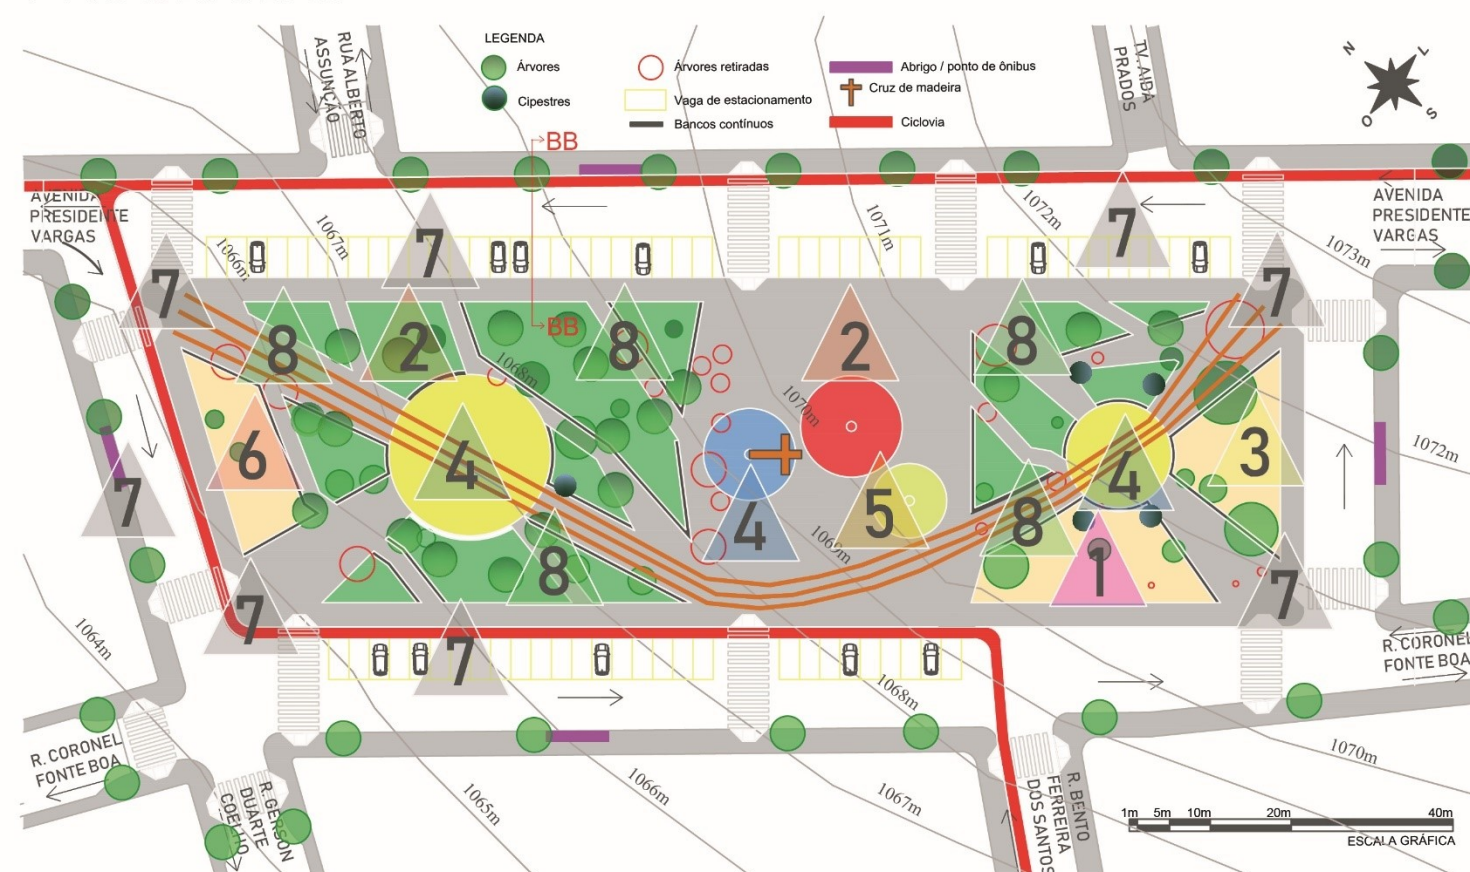 LEGENDA
Árvores
Cipestres
Árvores retiradas
Vaga de estacionamento
Bancos contínuos
Abrigo / ponto de ônibus
Cruz de madeira
Ciclovia
N
L
O
S
RUA ALBERTO
ASSUNÇÃO
TV. AIDA
PRADOS
BB
AVENIDA
PRESIDENTE
VARGAS
AVENIDA
PRESIDENTE
VARGAS
1066m
1067m
1071m
1072m
1073m
7
7
7
7
8
2
BB
8
2
8
1068m
1070m
1072m
6
4
4
5
4
3
7
1069m
8
8
1
7
7
7
1064m
R. CORONEL
FONTE BOA
1068m
1070m
R. CORONEL
FONTE BOA
1065m
1066m
1067m
R. GERSON
DUARTE
COELHO
R. BENTO
FERREIRA
DOS SANTOS
1m 5m 10m 20m 40m
ESCALA GRÁFICA